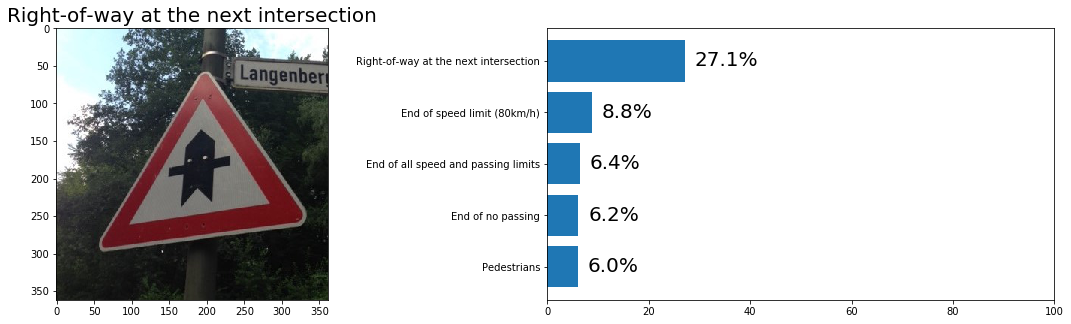 Right-of-way at the next intersection
0
50
100
150
200
250
300
350
0 50 100 150 200 250 300 350
Right-of-way at the next intersection 27.1%
End of speed limit (80km/h) 8.8%
End of all speed and passing limits 6.4%
End of no passing 6.2%
Pedestrians 6.0%
0 20 40 60 80 100
Langenber